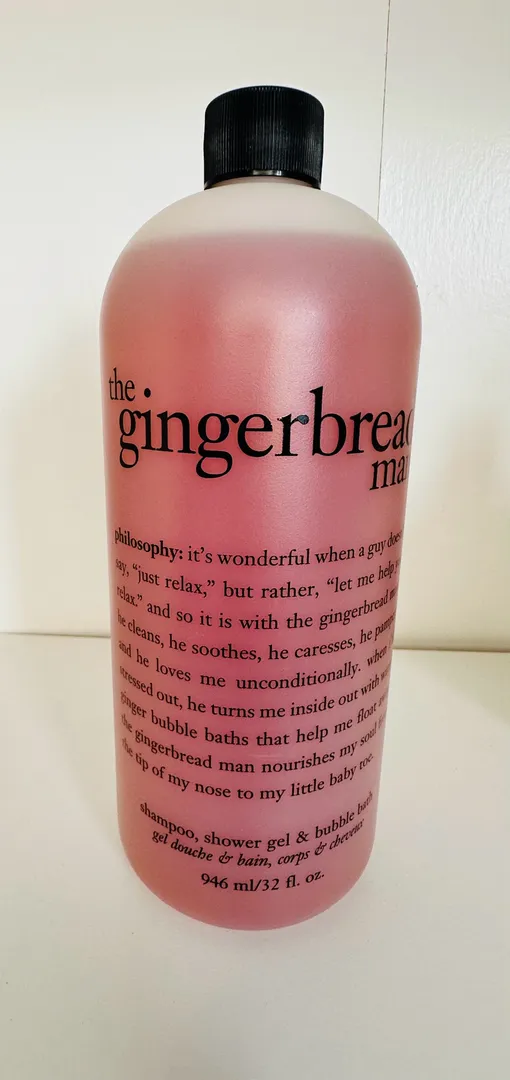 the
gingerbread
man
philosophy: it's wonderful when a guy does
say, "just relax," but rather, "let me help
relax." and so it is with the gingerbread
he cleans, he soothes, he caresses, he pampers
and he loves me unconditionally. when
stressed out, he turns me inside out with
ginger bubble baths that help me float
the gingerbread man nourishes my soul
the tip of my nose to my little baby toe.
shampoo, shower gel & bubble bath
gel douche & bain, corps & cheveux
946 ml/32 fl. oz.